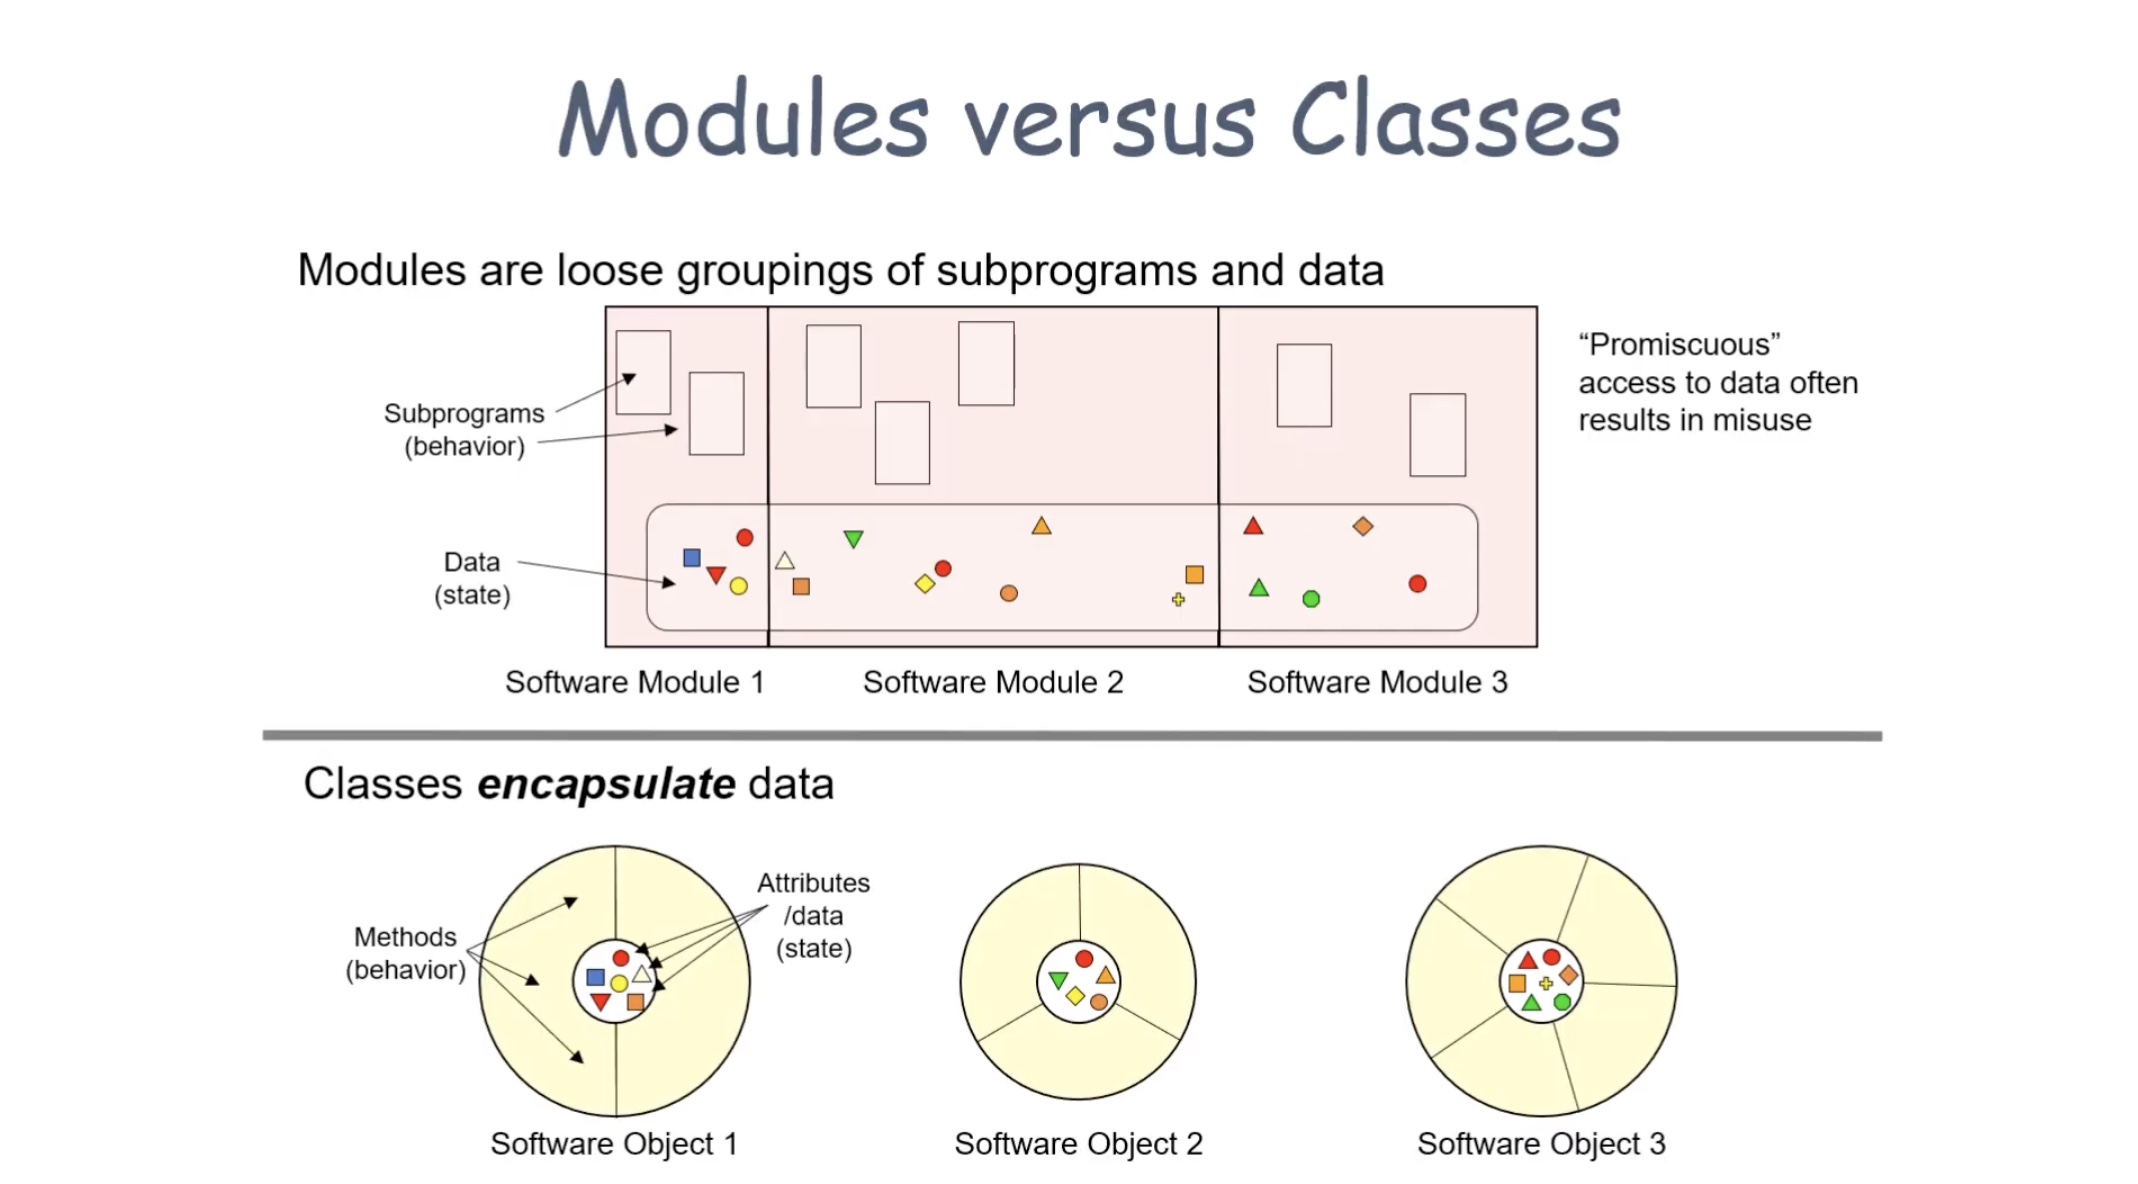 Modules versus Classes
Modules are loose groupings of subprograms and data
“Promiscuous”
access to data often
results in misuse
Subprograms
(behavior)
Data
(state)
Software Module 1
Software Module 2
Software Module 3
Classes encapsulate data
Methods
(behavior)
Attributes
/data
(state)
Software Object 1
Software Object 2
Software Object 3